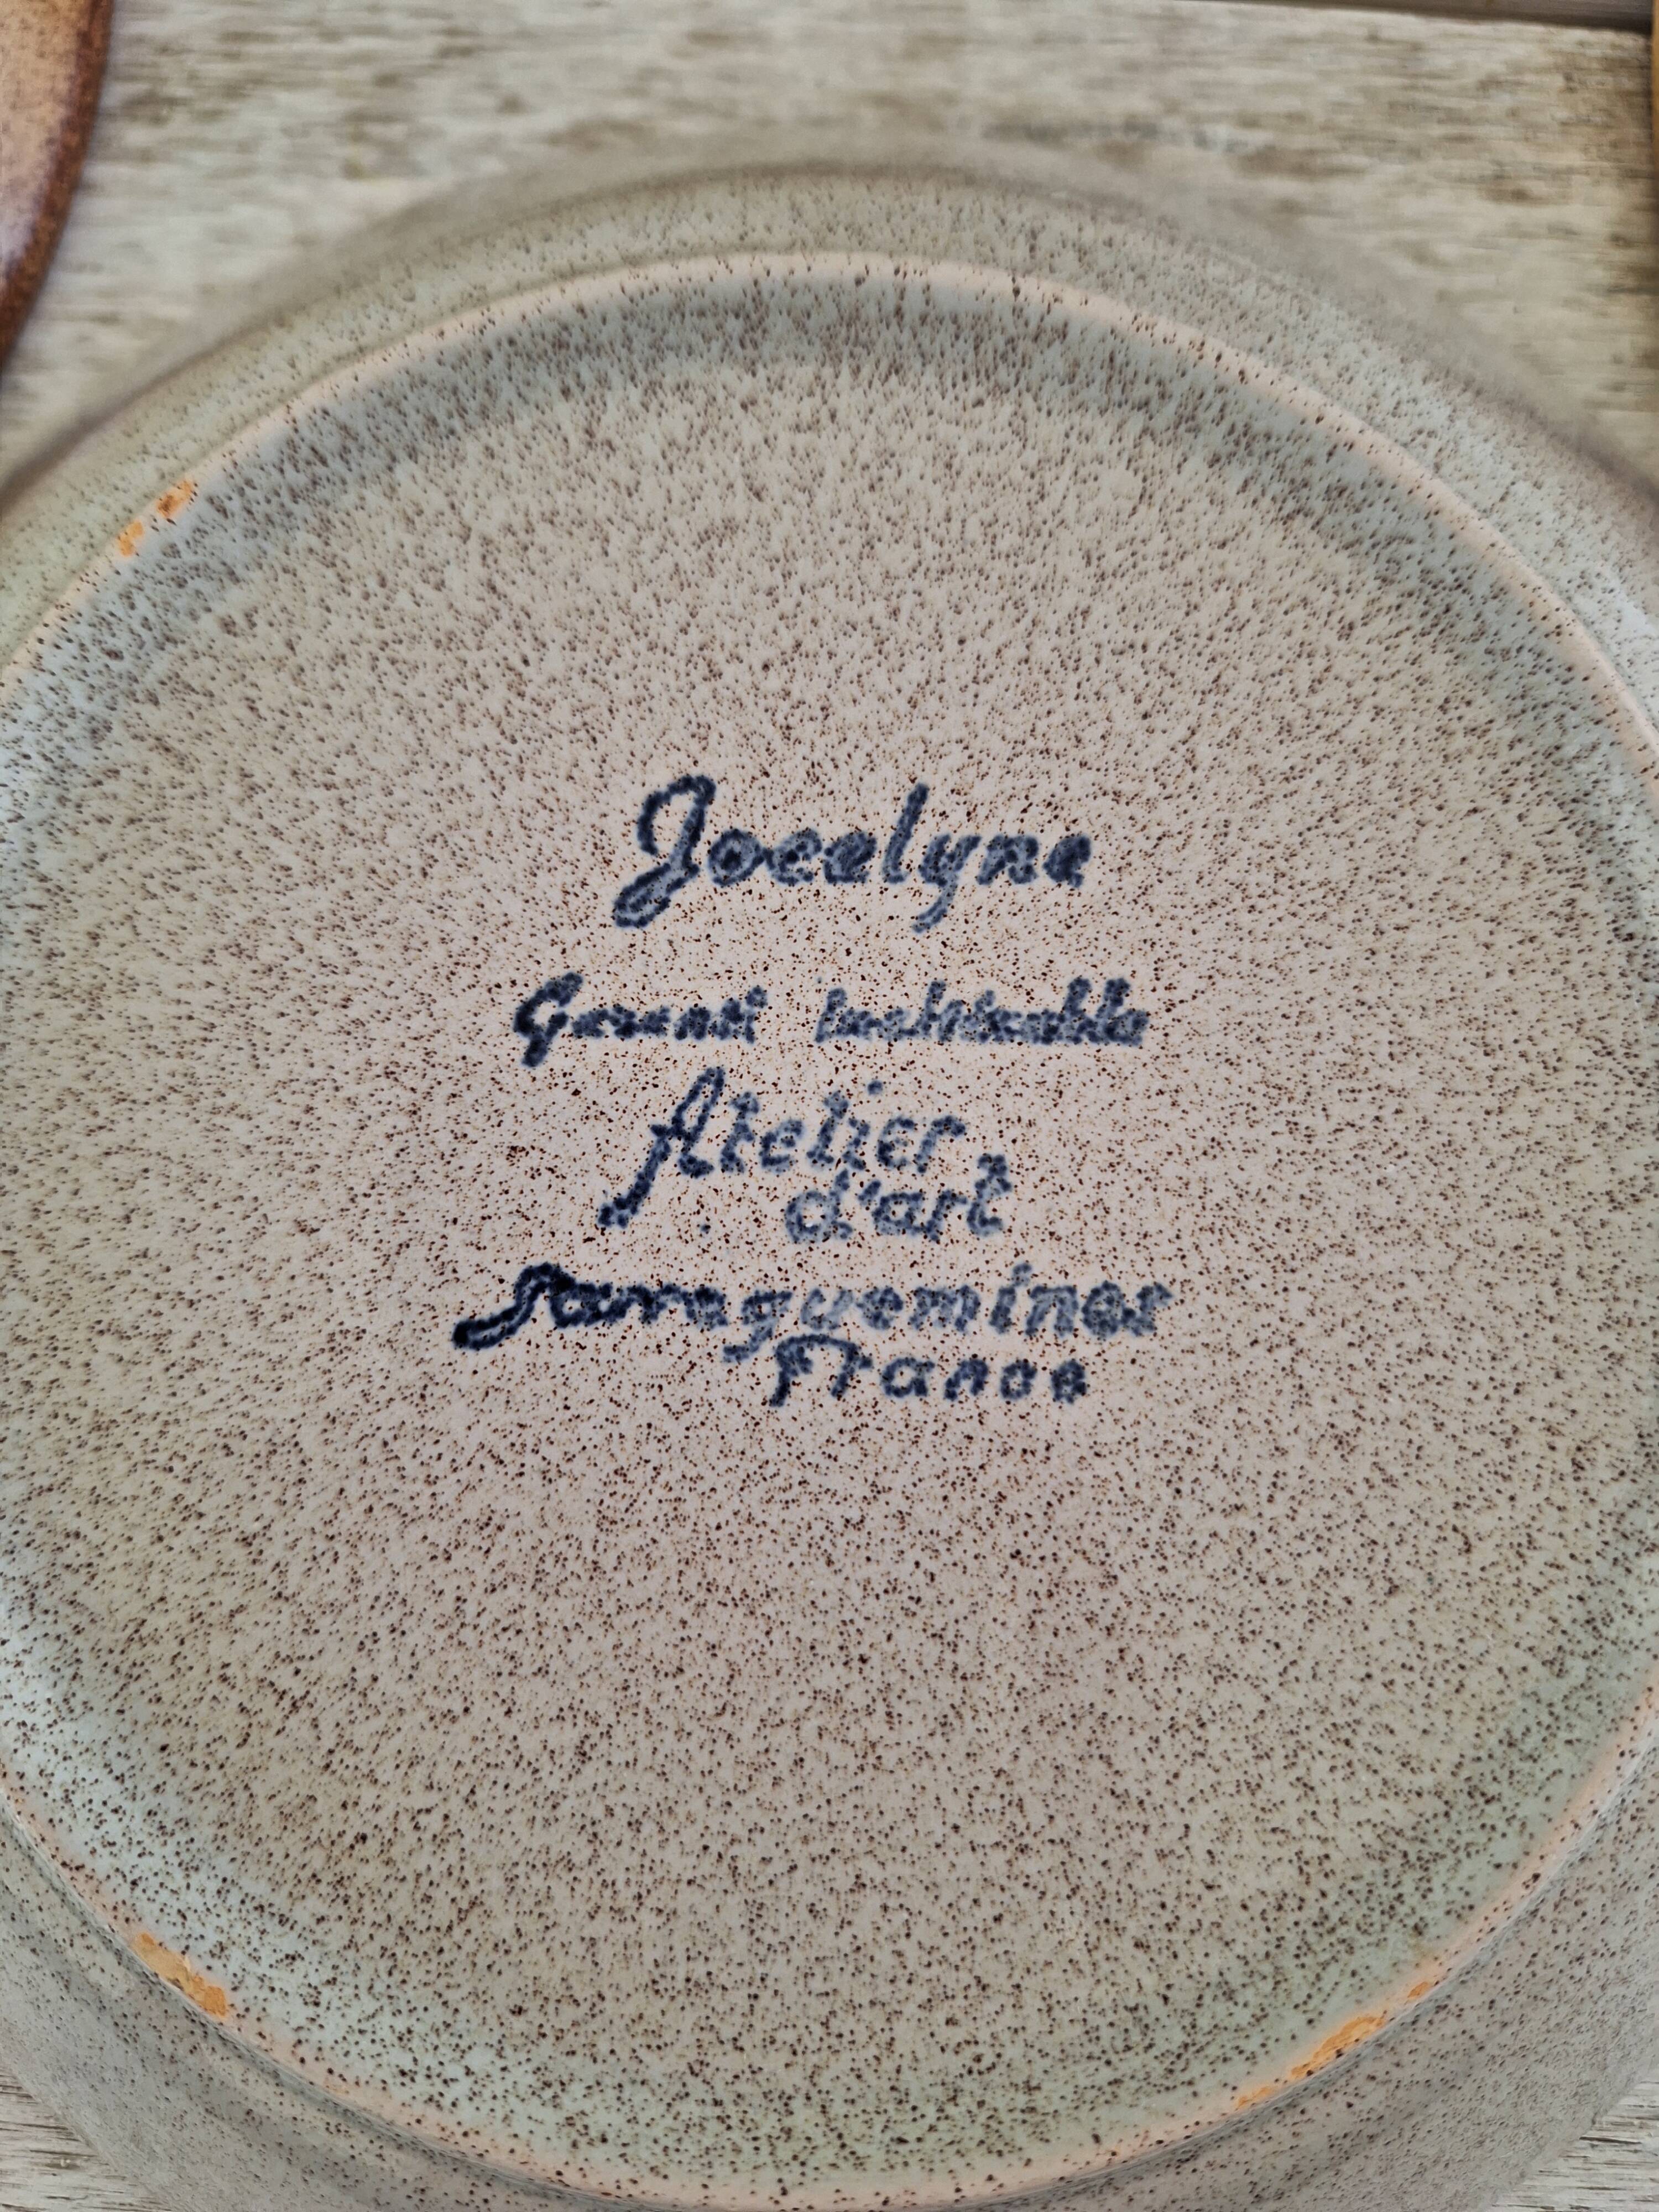 Jocelyne
Garanti inaltérable
Atelier
d'art
Sarreguemines
France